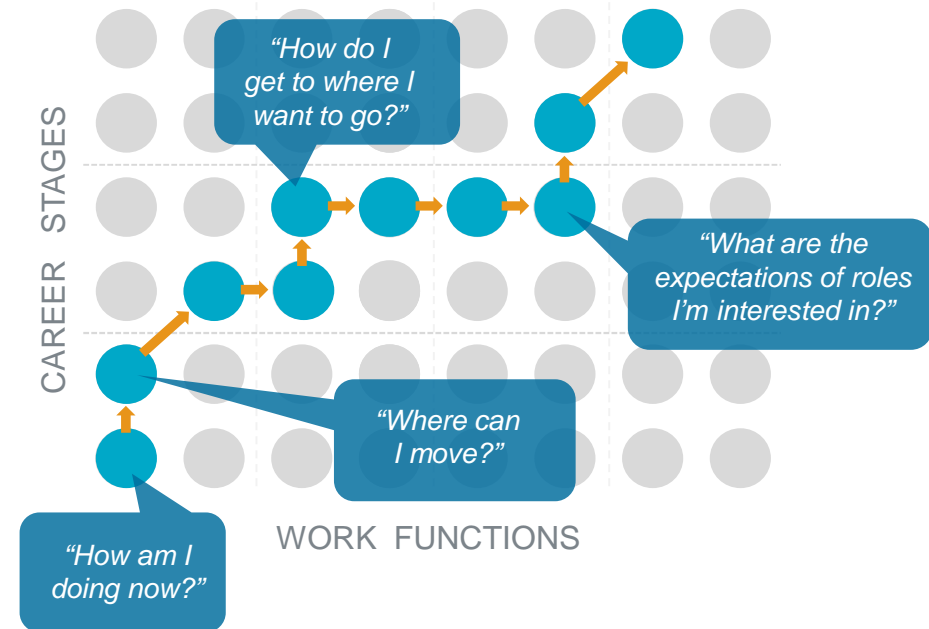 “How do I
get to where I
want to go?”
CAREER STAGES
“What are the
expectations of roles
I’m interested in?”
“Where can
I move?”
WORK FUNCTIONS
“How am I
doing now?”